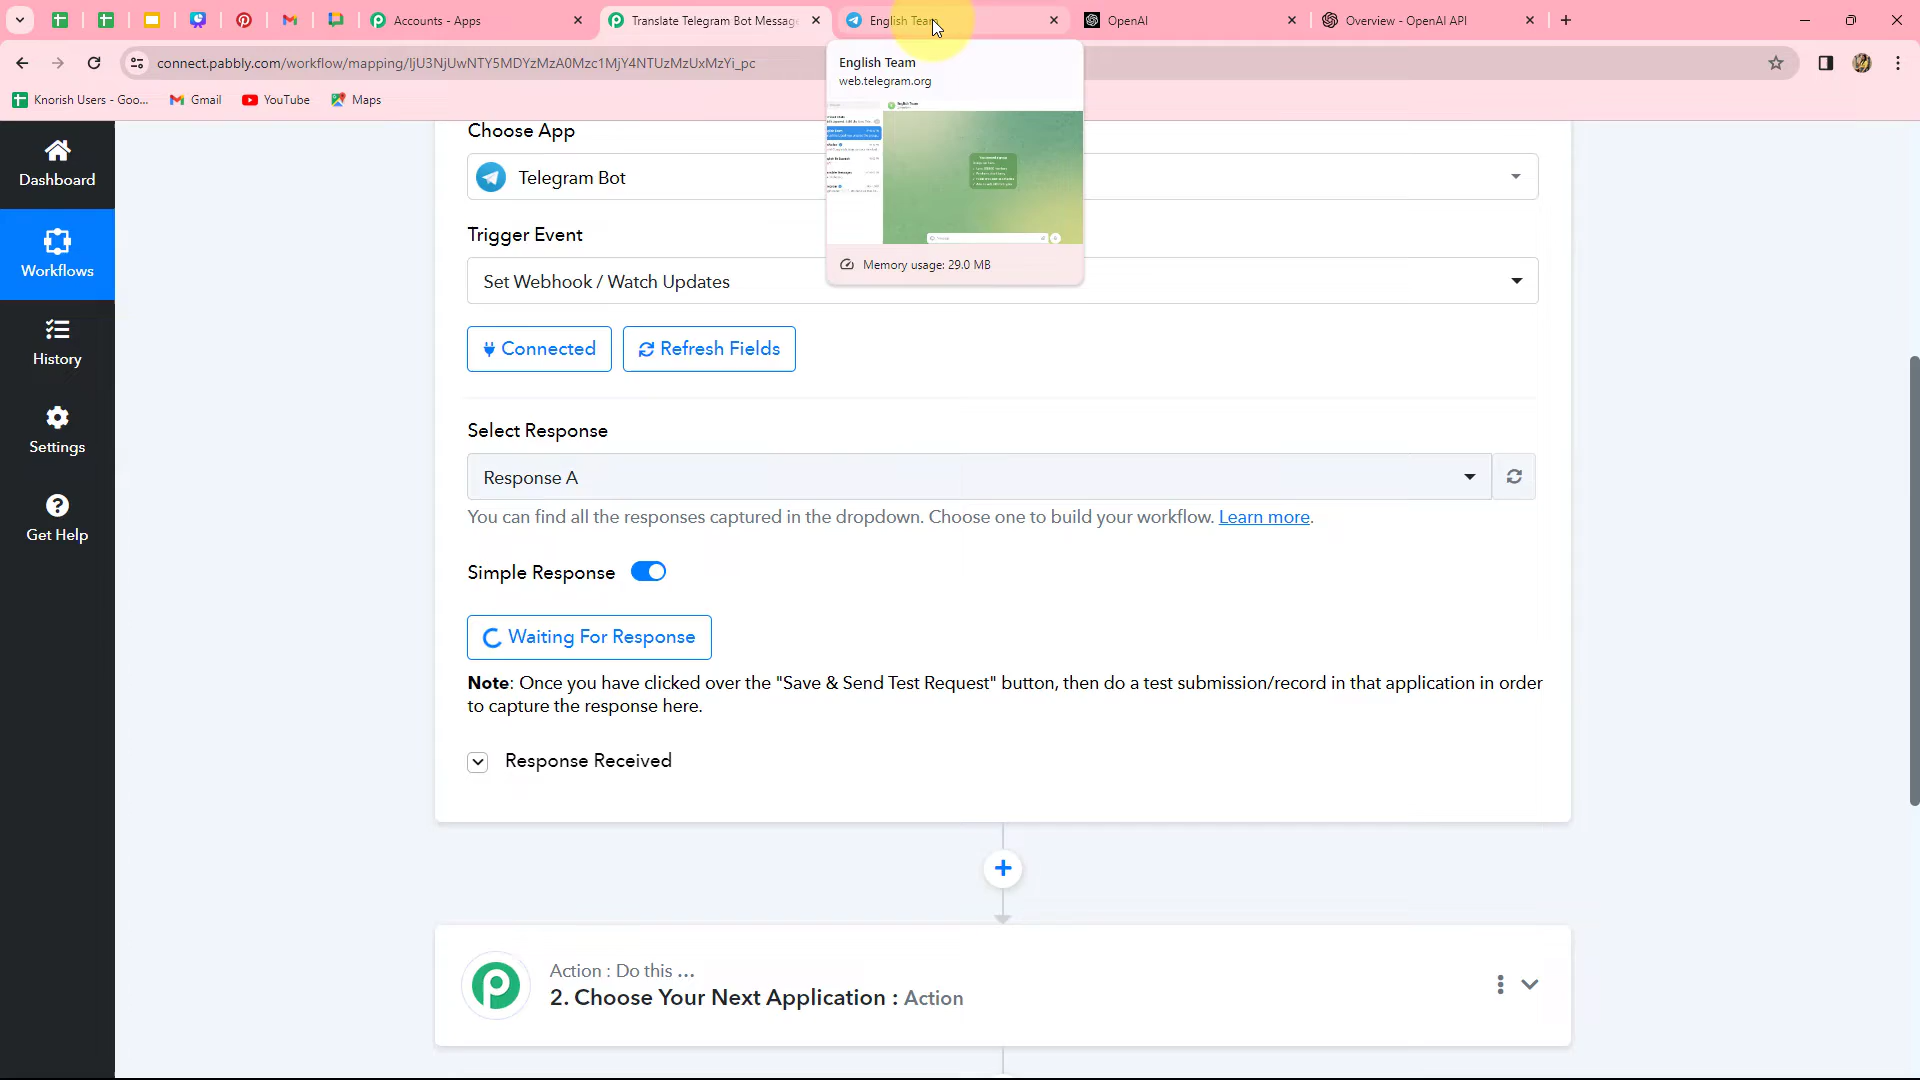 Accounts - Apps
Translate Telegram Bot Message
English Team
OpenAI
Overview - OpenAI API
connect.pabbly.com/workflow/mapping/IjU3NjUwNTY5MDYzMzA0Mzc1MjY4NTUzMzUxMzYi_pc
Knorish Users - Goo...
Gmail
YouTube
Maps
English Team
web.telegram.org
Memory usage: 29.0 MB
Dashboard
Workflows
History
Settings
Get Help
Choose App
Telegram Bot
Trigger Event
Set Webhook / Watch Updates
Connected
Refresh Fields
Select Response
Response A
You can find all the responses captured in the dropdown. Choose one to build your workflow. Learn more.
Simple Response
Waiting For Response
Note: Once you have clicked over the "Save & Send Test Request" button, then do a test submission/record in that application in order
to capture the response here.
Response Received
Action : Do this ...
2. Choose Your Next Application : Action